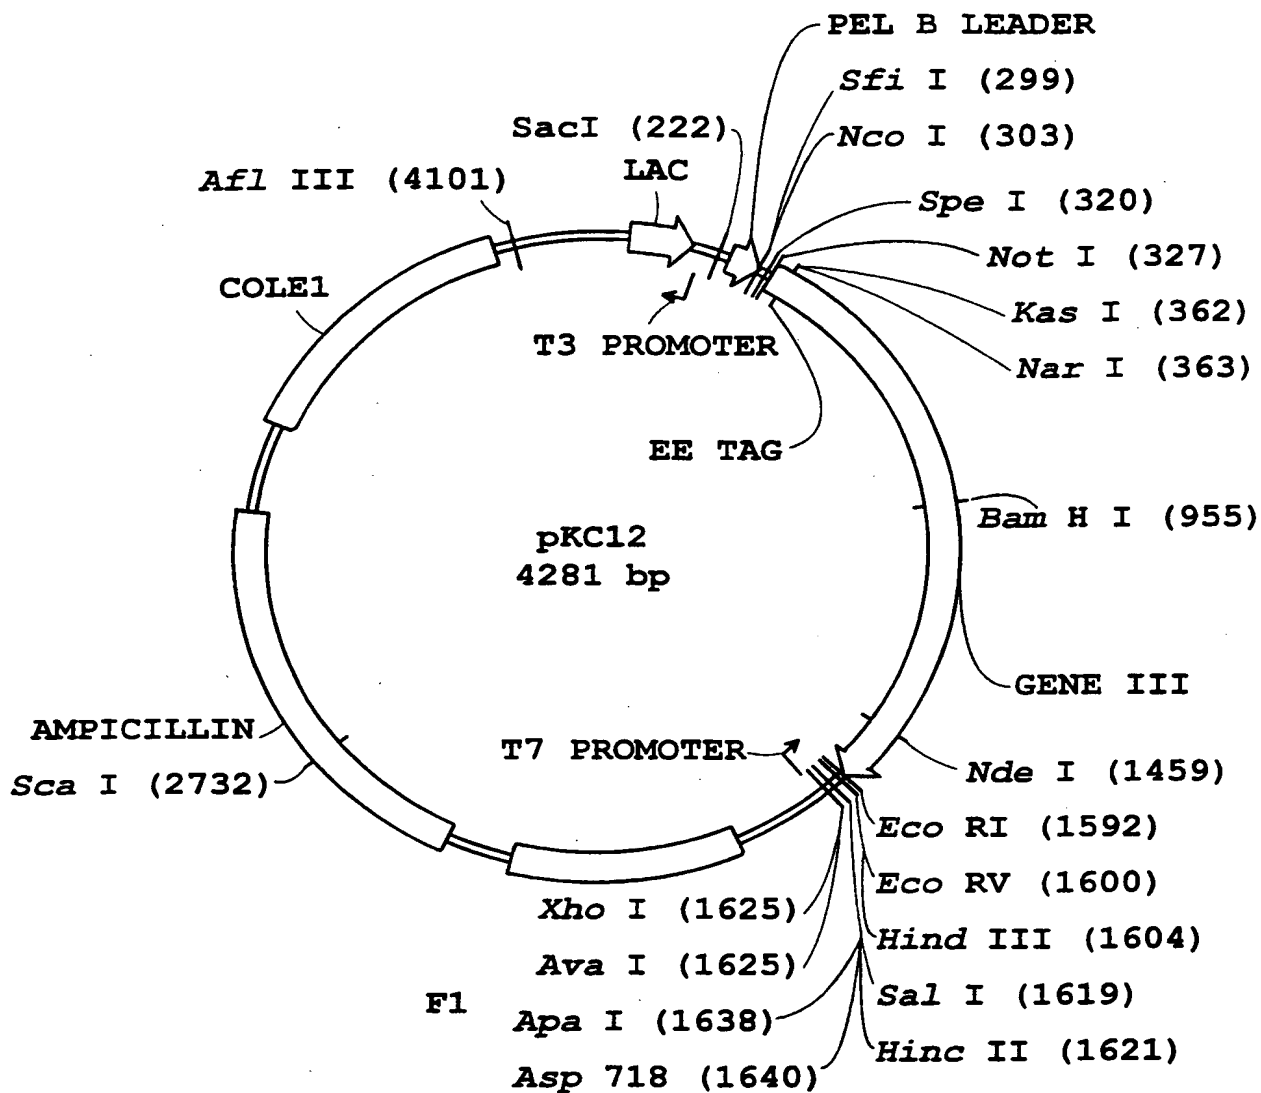 PEL B LEADER
Sfi I (299)
SacI (222)
Nco I (303)
LAC
Afl III (4101)
Spe I (320)
Not I (327)
COLE1
Kas I (362)
T3 PROMOTER
Nar I (363)
EE TAG
Bam H I (955)
pKC12
4281 bp
GENE III
AMPICILLIN
T7 PROMOTER
Sca I (2732)
Nde I (1459)
Eco RI (1592)
Eco RV (1600)
Xho I (1625)
Hind III (1604)
Ava I (1625)
Sal I (1619)
F1
Apa I (1638)
Hinc II (1621)
Asp 718 (1640)